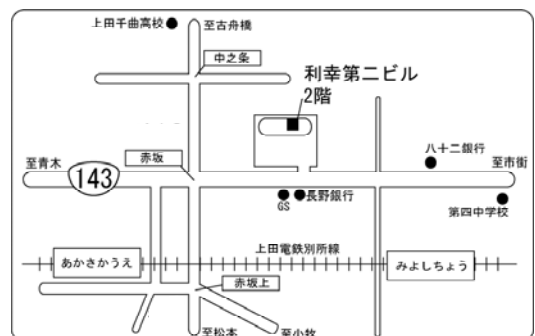 上田千曲高校
至古舟橋
中之条
利幸第二ビル
2階
八十二銀行
至青木
赤坂
至市街
143
GS
長野銀行
第四中学校
上田電鉄別所線
あかさかうえ
みよしちょう
赤坂上
至松本
至小牧